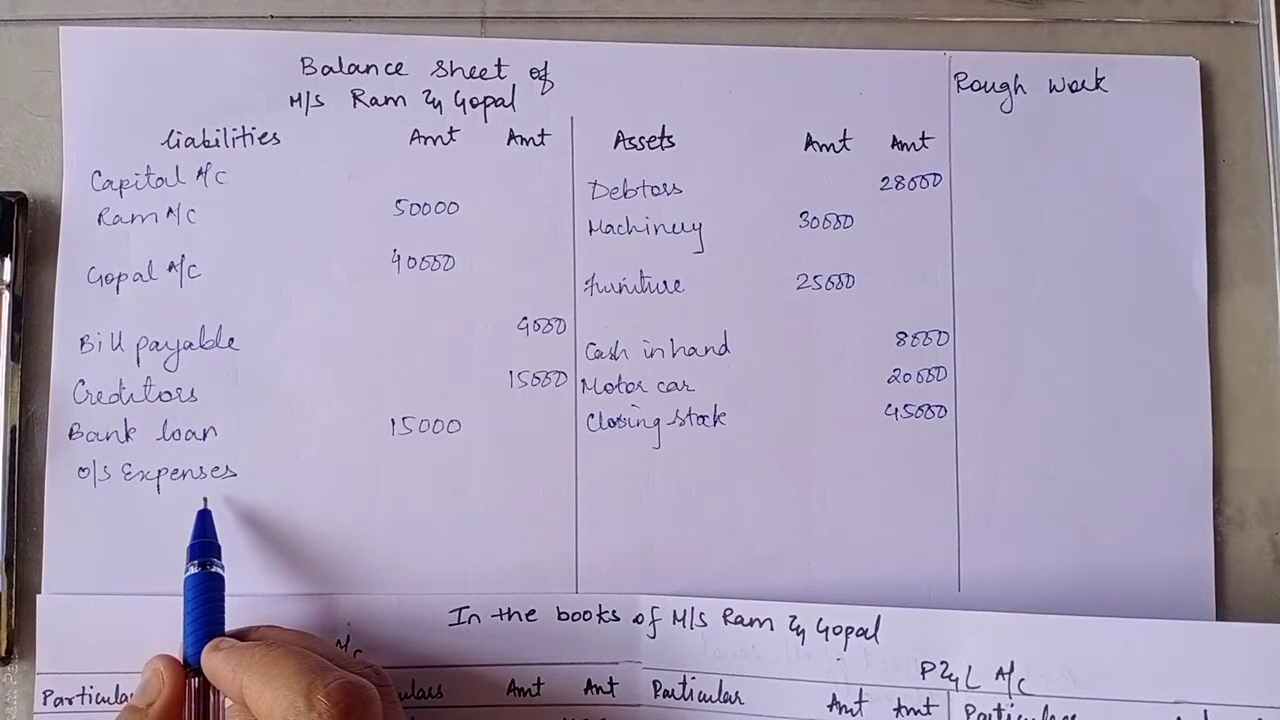 Balance Sheet of
M/S Ram & Gopal
Rough Work
Liabilities Amt Amt Assets Amt Amt
Capital A/C Debtors 28000
Ram A/C 50000 Machinery 30000
Gopal A/C 40000 Furniture 25000
Bill payable 4000 Cash in hand 8000
Creditors 15000 Motor car 20000
Bank loan 15000 Closing stock 45000
O/S Expenses
In the books of M/S Ram & Gopal
A/C P&L A/C
Amt Amt Particular Amt Amt Particulars